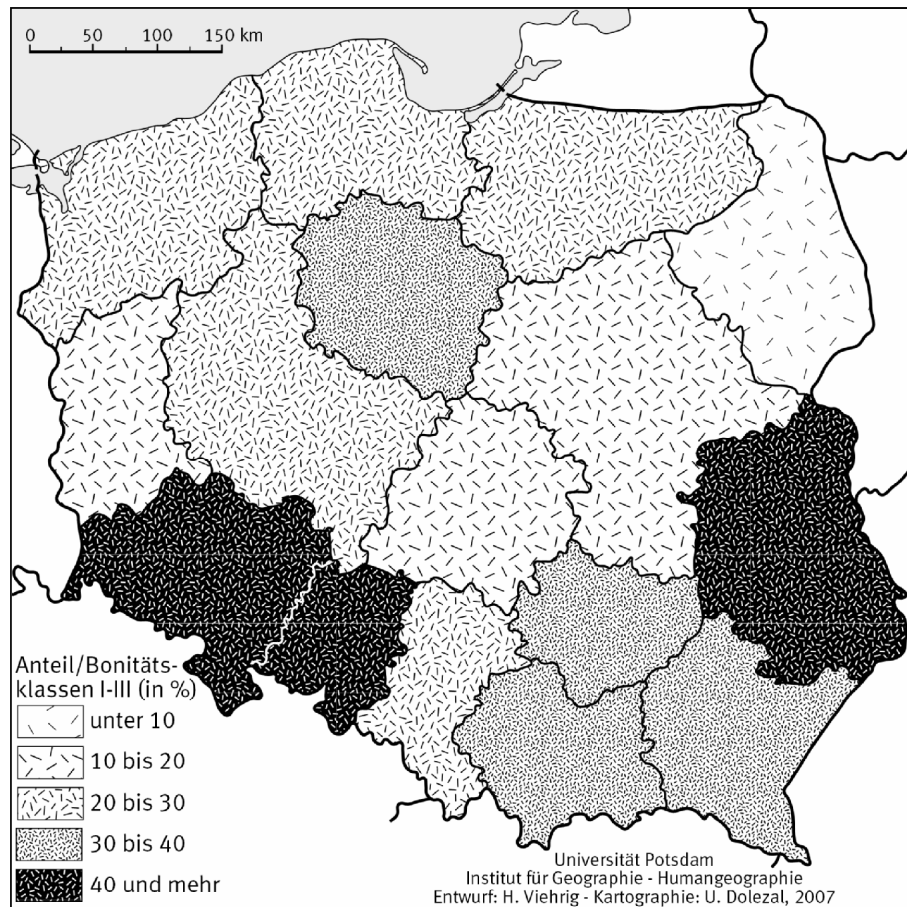 0 50 100 150 km
Anteil/Bonitäts-
klassen I-III (in %)
unter 10
10 bis 20
20 bis 30
30 bis 40
40 und mehr
Universität Potsdam
Institut für Geographie - Humangeographie
Entwurf: H. Viehrig - Kartographie: U. Dolezal, 2007